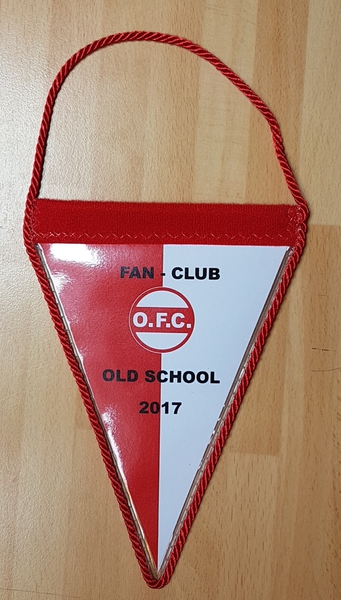 FAN - CLUB
O.F.C.
OLD SCHOOL
2017